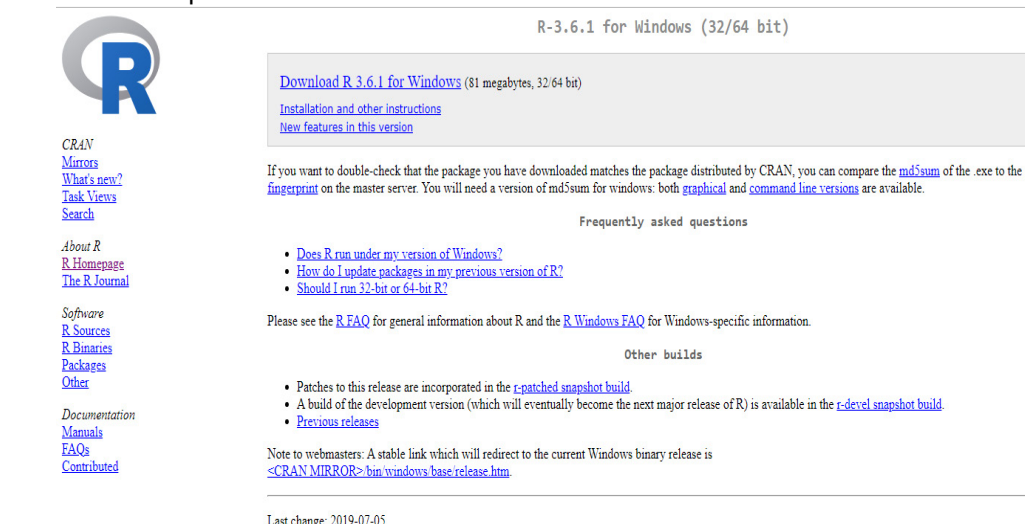 R
CRAN
Mirrors
What's new?
Task Views
Search
About R
R Homepage
The R Journal
Software
R Sources
R Binaries
Packages
Other
Documentation
Manuals
FAQs
Contributed
R-3.6.1 for Windows (32/64 bit)
Download R 3.6.1 for Windows (81 megabytes, 32/64 bit)
Installation and other instructions
New features in this version
If you want to double-check that the package you have downloaded matches the package distributed by CRAN, you can compare the md5sum of the .exe to the
fingerprint on the master server. You will need a version of md5sum for windows: both graphical and command line versions are available.
Frequently asked questions
• Does R run under my version of Windows?
• How do I update packages in my previous version of R?
• Should I run 32-bit or 64-bit R?
Please see the R FAQ for general information about R and the R Windows FAQ for Windows-specific information.
Other builds
• Patches to this release are incorporated in the r-patched snapshot build.
• A build of the development version (which will eventually become the next major release of R) is available in the r-devel snapshot build.
• Previous releases
Note to webmasters: A stable link which will redirect to the current Windows binary release is
<CRAN MIRROR>/bin/windows/base/release.htm.
Last change: 2019-07-05